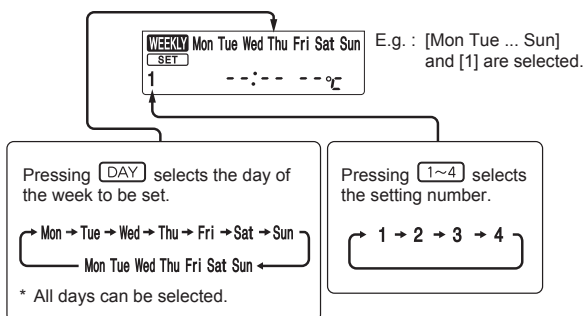 WEEKLY Mon Tue Wed Thu Fri Sat Sun
SET
1 --:-- --°C
E.g. : [Mon Tue ... Sun]
and [1] are selected.
Pressing DAY selects the day of
the week to be set.
→ Mon → Tue → Wed → Thu → Fri → Sat → Sun
Mon Tue Wed Thu Fri Sat Sun ←
* All days can be selected.
Pressing 1~4 selects
the setting number.
→ 1 → 2 → 3 → 4